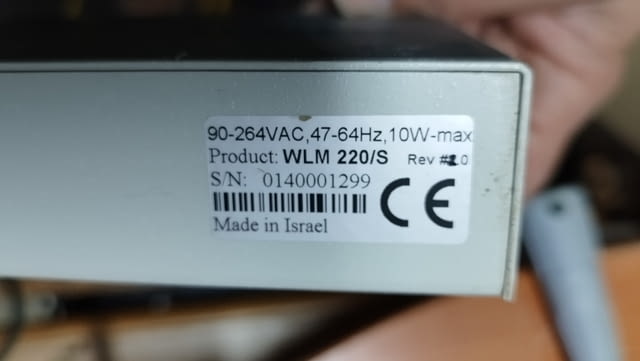 90-264VAC,47-64Hz,10W-max
Product: WLM 220/S Rev
S/N: 0140001299
CE
Made in Israel